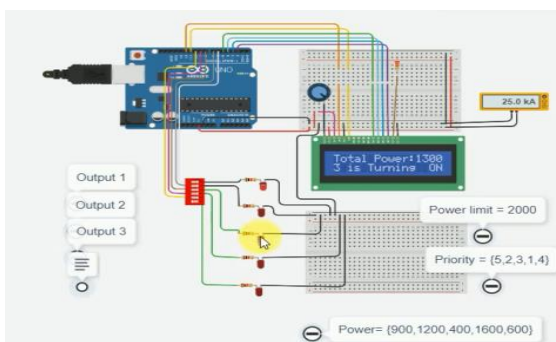 UNO
25.0 kA
Total Power:1300
3 is Turning ON
Output 1
Output 2
Output 3
Power limit = 2000
Priority = {5,2,3,1,4}
Power= {900,1200,400,1600,600}